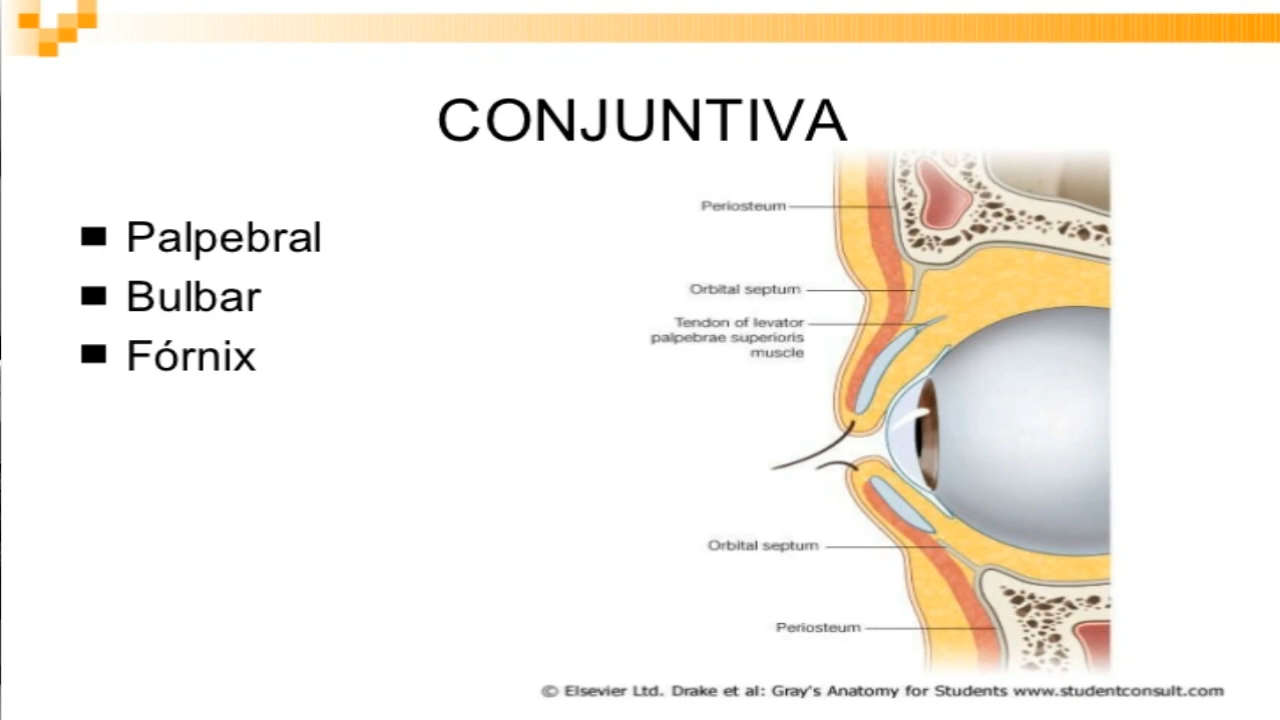 CONJUNTIVA
Palpebral
Bulbar
Fórnix
Periosteum
Orbital septum
Tendon of levator
palpebrae superioris
muscle
Orbital septum
Periosteum
© Elsevier Ltd. Drake et al: Gray's Anatomy for Students www.studentconsult.com